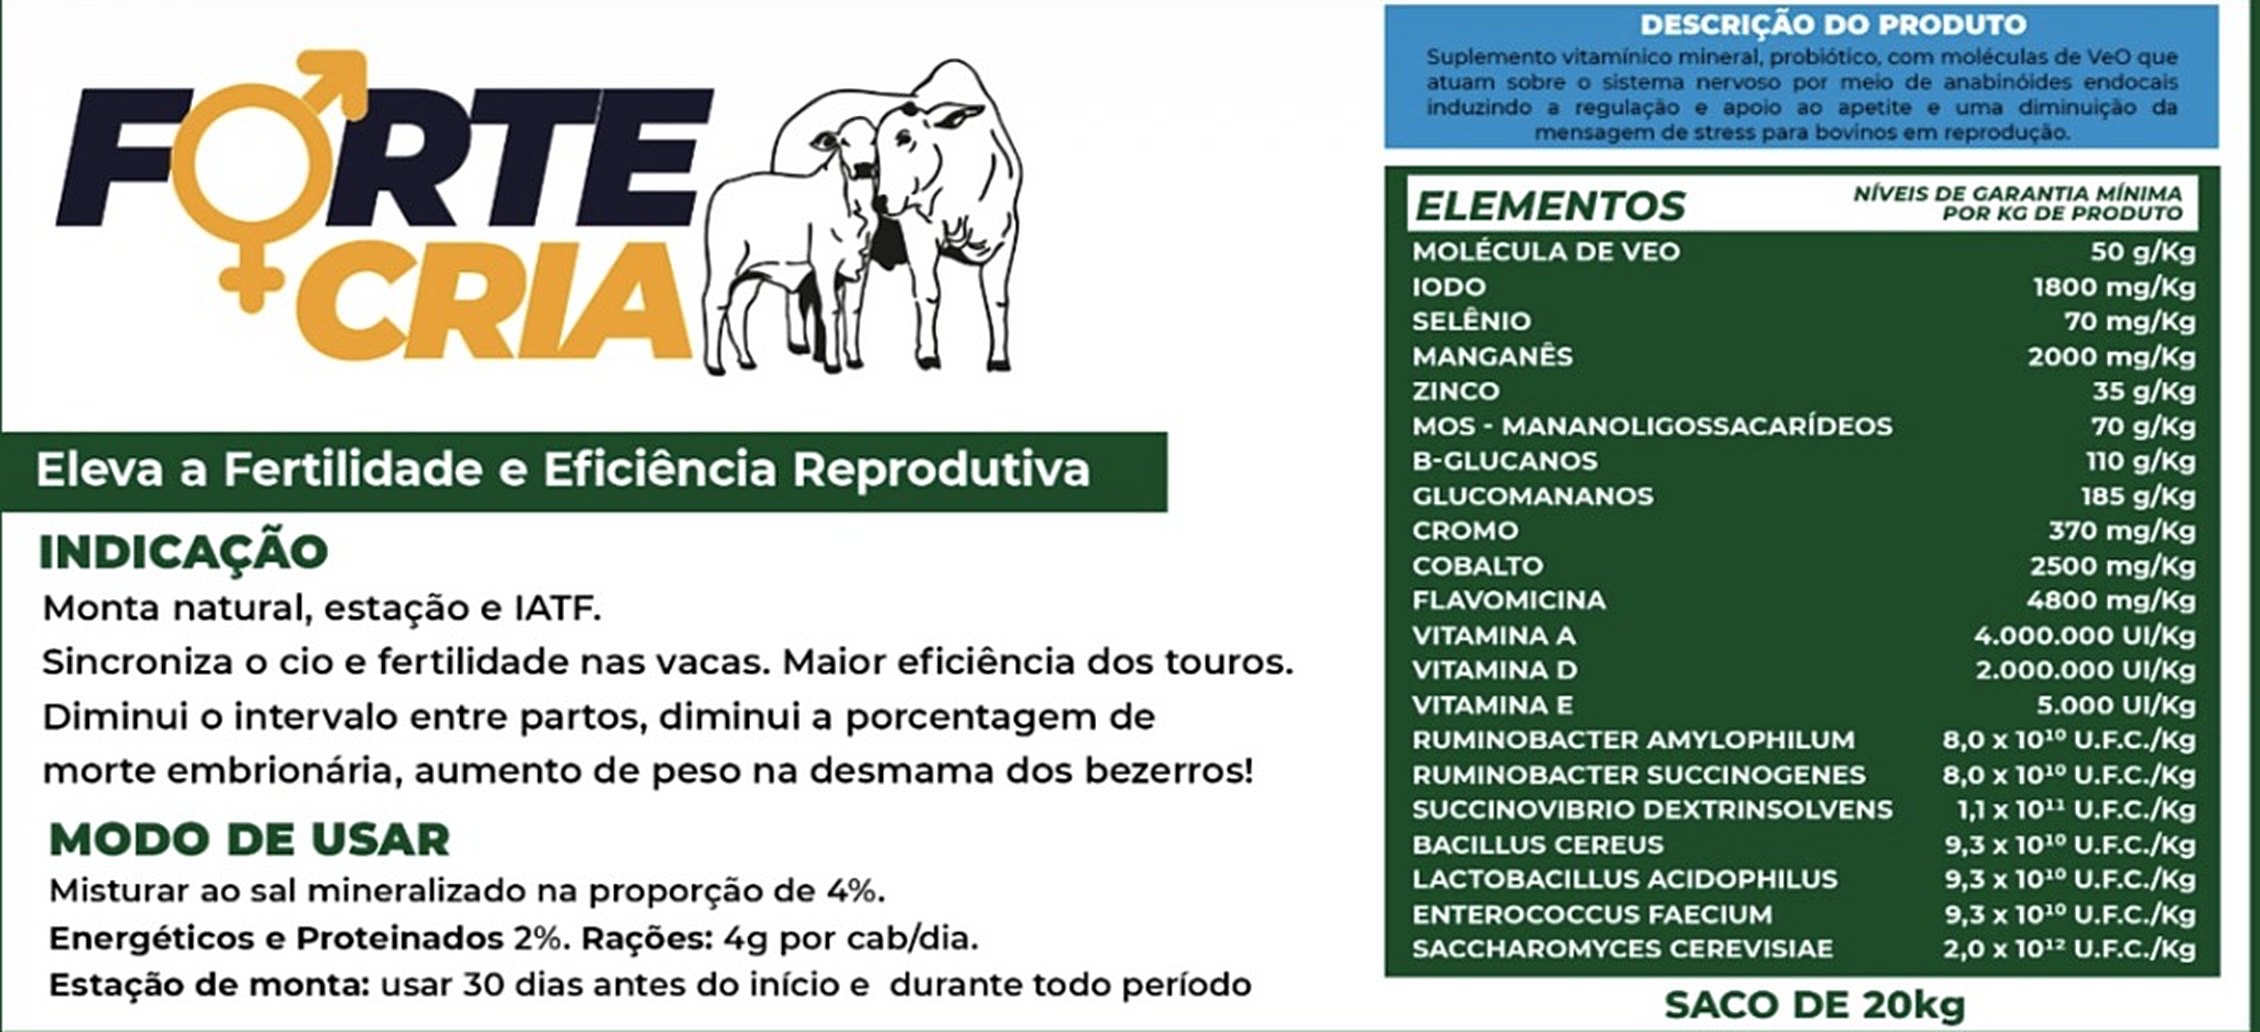 FORTE
CRIA
Eleva a Fertilidade e Eficiência Reprodutiva
INDICAÇÃO
Monta natural, estação e IATF.
Sincroniza o cio e fertilidade nas vacas. Maior eficiência dos touros.
Diminui o intervalo entre partos, diminui a porcentagem de
morte embrionária, aumento de peso na desmama dos bezerros!
MODO DE USAR
Misturar ao sal mineralizado na proporção de 4%.
Energéticos e Proteinados 2%. Rações: 4g por cab/dia.
Estação de monta: usar 30 dias antes do início e durante todo período
DESCRIÇÃO DO PRODUTO
Suplemento vitamínico mineral, probiótico, com moléculas de VeO que
atuam sobre o sistema nervoso por meio de anabinóides endocais
induzindo a regulação e apoio ao apetite e uma diminuição da
mensagem de stress para bovinos em reprodução.
ELEMENTOS NÍVEIS DE GARANTIA MÍNIMA
POR KG DE PRODUTO
MOLÉCULA DE VEO 50 g/Kg
IODO 1800 mg/Kg
SELÊNIO 70 mg/Kg
MANGANÊS 2000 mg/Kg
ZINCO 35 g/Kg
MOS - MANANOLIGOSSACARÍDEOS 70 g/Kg
B-GLUCANOS 110 g/Kg
GLUCOMANANOS 185 g/Kg
CROMO 370 mg/Kg
COBALTO 2500 mg/Kg
FLAVOMICINA 4800 mg/Kg
VITAMINA A 4.000.000 UI/Kg
VITAMINA D 2.000.000 UI/Kg
VITAMINA E 5.000 UI/Kg
RUMINOBACTER AMYLOPHILUM 8,0 x 10¹⁰ U.F.C./Kg
RUMINOBACTER SUCCINOGENES 8,0 x 10¹⁰ U.F.C./Kg
SUCCINOVIBRIO DEXTRINSOLVENS 1,1 x 10¹¹ U.F.C./Kg
BACILLUS CEREUS 9,3 x 10¹⁰ U.F.C./Kg
LACTOBACILLUS ACIDOPHILUS 9,3 x 10¹⁰ U.F.C./Kg
ENTEROCOCCUS FAECIUM 9,3 x 10¹⁰ U.F.C./Kg
SACCHAROMYCES CEREVISIAE 2,0 x 10¹² U.F.C./Kg
SACO DE 20kg